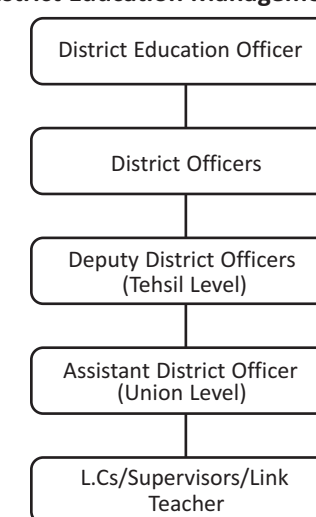 District Education Officer
District Officers
Deputy District Officers
(Tehsil Level)
Assistant District Officer
(Union Level)
L.Cs/Supervisors/Link
Teacher